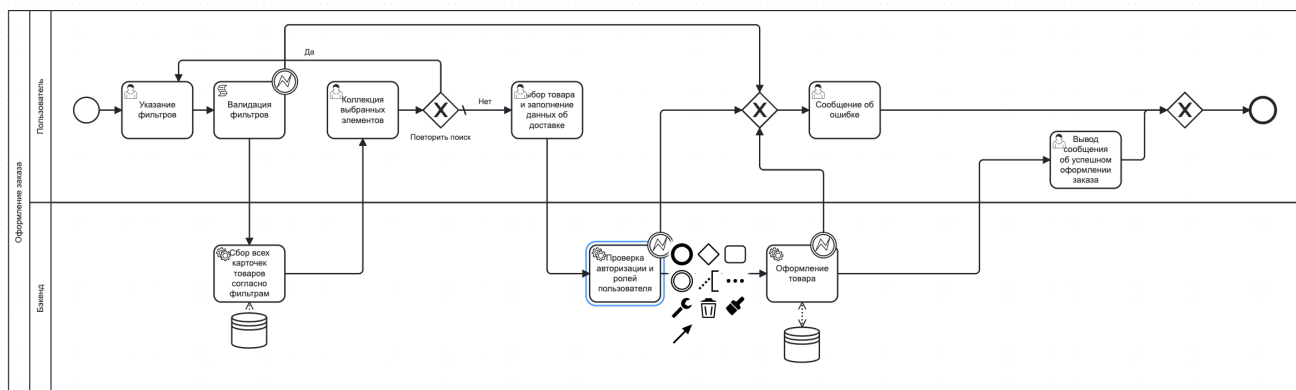 Оформление заказа
Пользователь
Бэкенд
Указание
фильтров
Валидация
фильтров
Да
Коллекция
выбранных
элементов
X
Повторить поиск
Нет
ыбор товара
и заполнение
данных об
доставке
X
Сообщение об
ошибке
Вывод
сообщения
об успешном
оформлении
заказа
X
Сбор всех
карточек
товаров
согласно
фильтрам
Проверка
авторизации и
ролей
пользователя
Оформление
товара